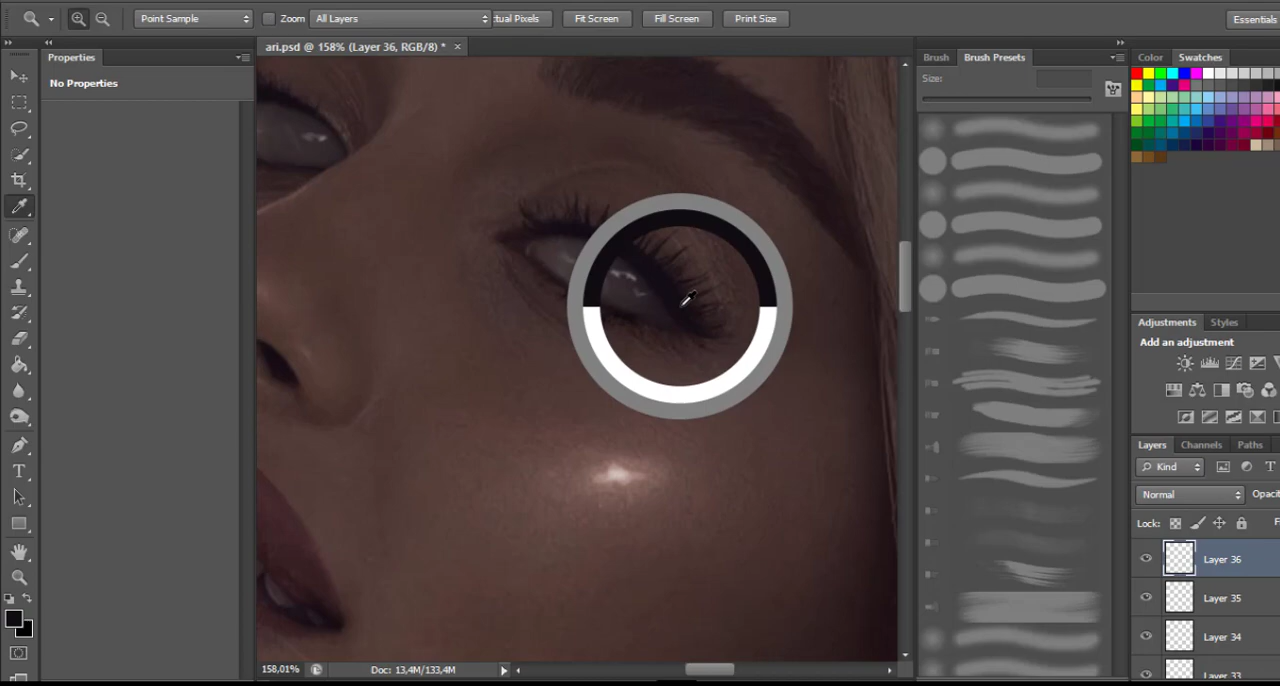 Point Sample
Zoom
All Layers
tual Pixels
Fit Screen
Fill Screen
Print Size
Essentials
ari.psd @ 158% (Layer 36, RGB/8) *
Properties
No Properties
Brush
Brush Presets
Size:
Color
Swatches
Adjustments
Styles
Add an adjustment
Layers
Channels
Paths
Kind
T
Normal
Opaci
Lock:
F
Layer 36
Layer 35
Layer 34
Layer 33
T
158,01%
Doc: 13,4M/133,4M